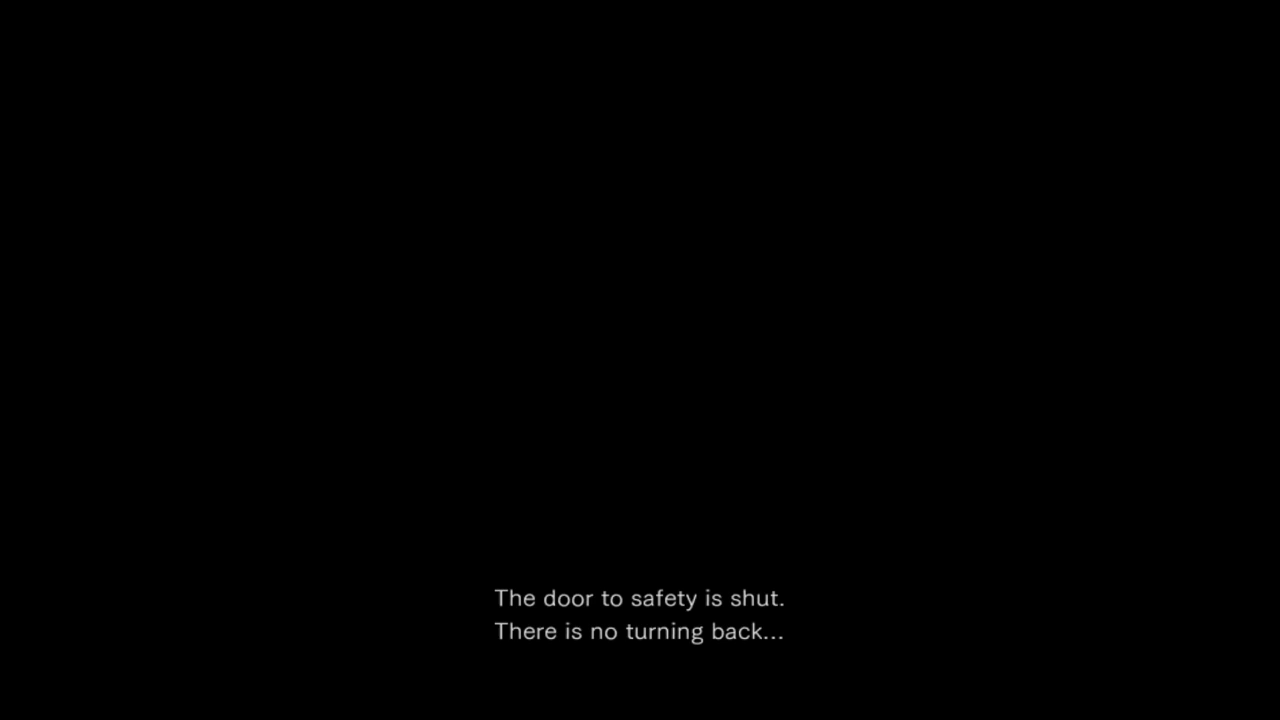 The door to safety is shut.
There is no turning back...